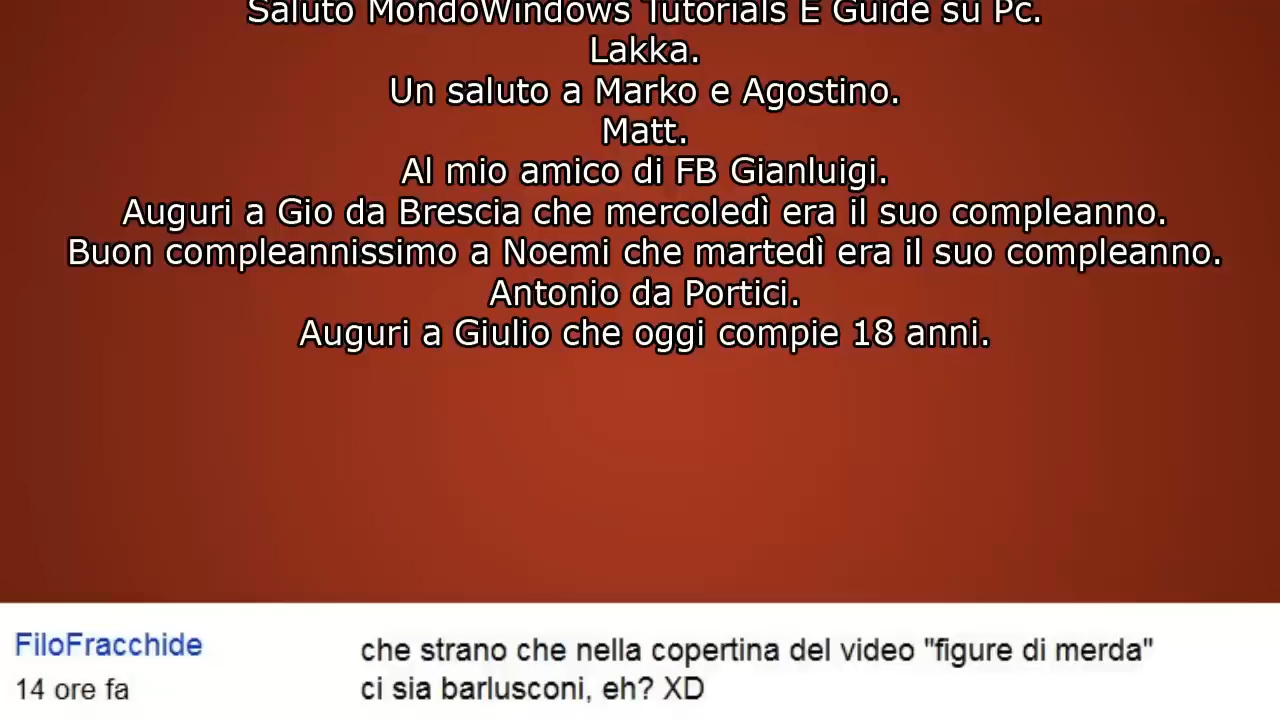 Saluto MondoWindows Tutorials E Guide su Pc.
Lakka.
Un saluto a Marko e Agostino.
Matt.
Al mio amico di FB Gianluigi.
Auguri a Gio da Brescia che mercoledì era il suo compleanno.
Buon compleannissimo a Noemi che martedì era il suo compleanno.
Antonio da Portici.
Auguri a Giulio che oggi compie 18 anni.
FiloFracchide
14 ore fa
che strano che nella copertina del video "figure di merda"
ci sia barlusconi, eh? XD